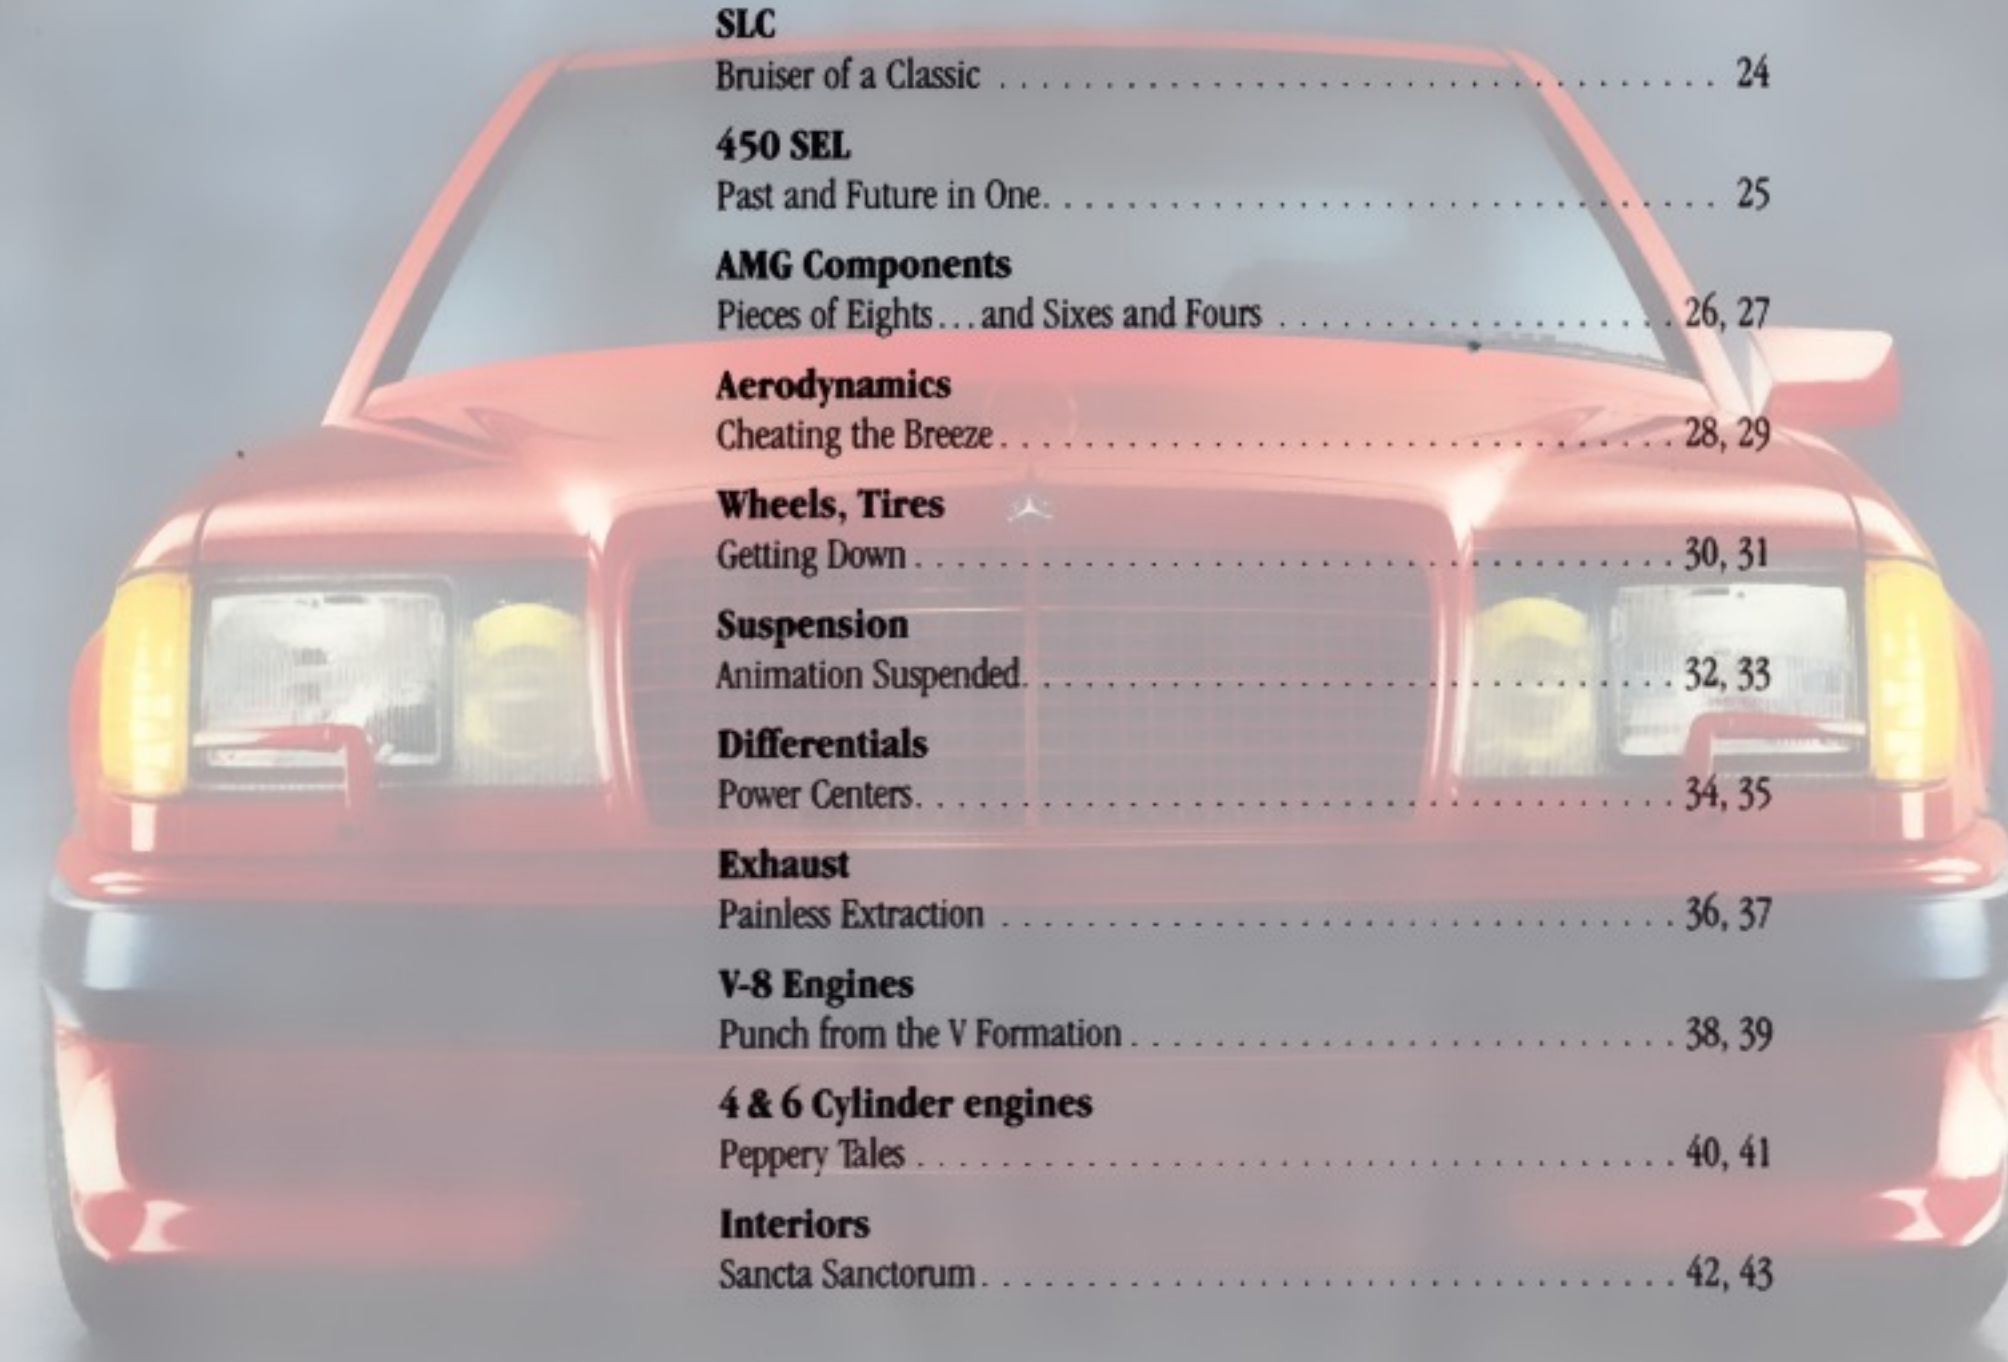 SLC
Bruiser of a Classic . . . . . . . . . . . . . . . . . . . . . . . . . . . . . . . . . . 24
450 SEL
Past and Future in One. . . . . . . . . . . . . . . . . . . . . . . . . . . . . . . . 25
AMG Components
Pieces of Eights...and Sixes and Fours . . . . . . . . . . . . . . . . . . . 26, 27
Aerodynamics
Cheating the Breeze. . . . . . . . . . . . . . . . . . . . . . . . . . . . . . . . 28, 29
Wheels, Tires
Getting Down . . . . . . . . . . . . . . . . . . . . . . . . . . . . . . . . . . . . 30, 31
Suspension
Animation Suspended. . . . . . . . . . . . . . . . . . . . . . . . . . . . . . . 32, 33
Differentials
Power Centers. . . . . . . . . . . . . . . . . . . . . . . . . . . . . . . . . . . . 34, 35
Exhaust
Painless Extraction . . . . . . . . . . . . . . . . . . . . . . . . . . . . . . . . 36, 37
V-8 Engines
Punch from the V Formation . . . . . . . . . . . . . . . . . . . . . . . . . . 38, 39
4 & 6 Cylinder engines
Peppery Tales . . . . . . . . . . . . . . . . . . . . . . . . . . . . . . . . . . . . 40, 41
Interiors
Sancta Sanctorum. . . . . . . . . . . . . . . . . . . . . . . . . . . . . . . . . 42, 43